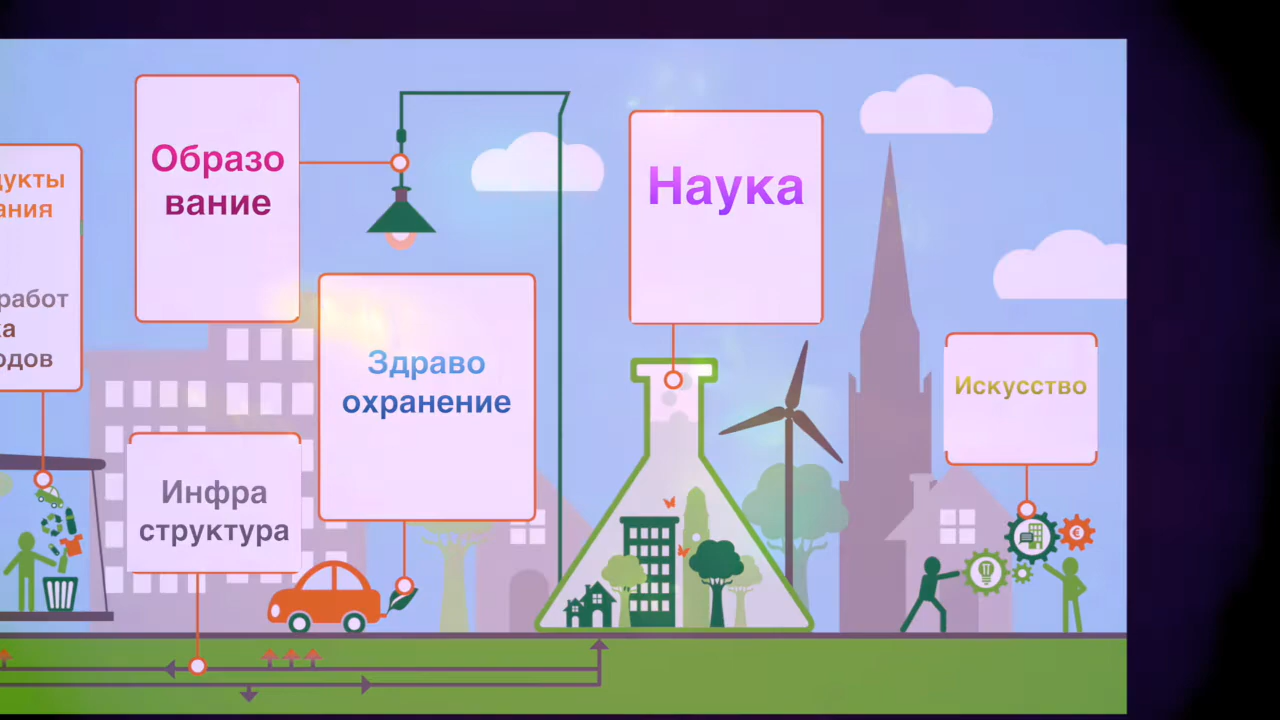 Образо
вание
Наука
дукты
ания
работ
ка
одов
Здраво
охранение
Искусство
Инфра
структура
€